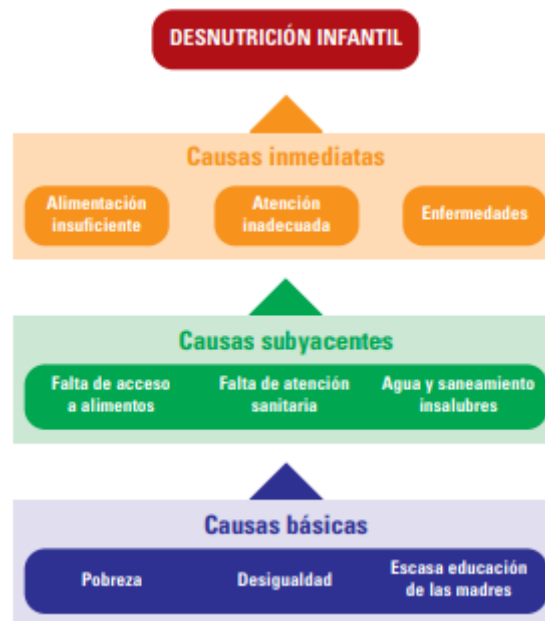 DESNUTRICIÓN INFANTIL
Causas inmediatas
Alimentación
insuficiente
Atención
inadecuada
Enfermedades
Causas subyacentes
Falta de acceso
a alimentos
Falta de atención
sanitaria
Agua y saneamiento
insalubres
Causas básicas
Pobreza
Desigualdad
Escasa educación
de las madres